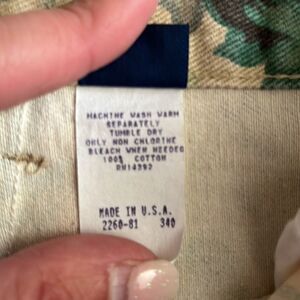 MACHINE WASH WARM
SEPARATELY
TUMBLE DRY
ONLY NON CHLORINE
BLEACH WHEN NEEDED
100% COTTON
RN14392
MADE IN U.S.A.
2260-81 340